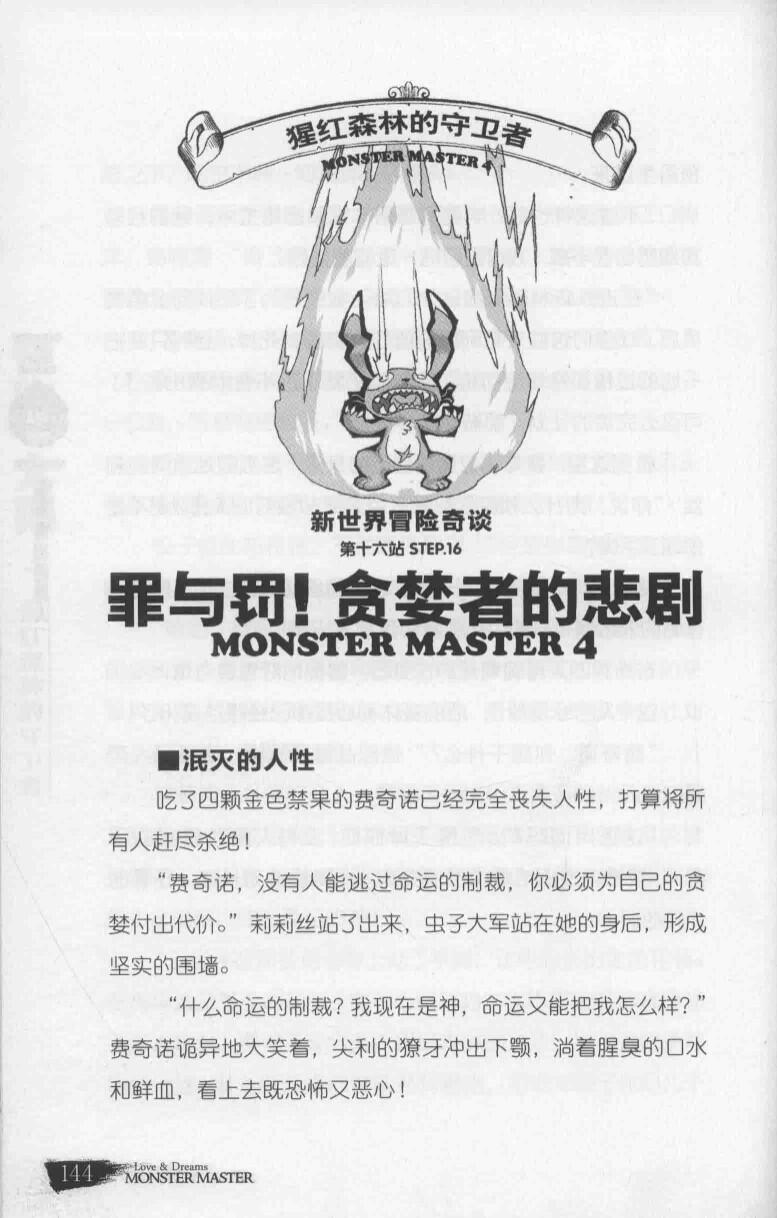 猩红森林的守卫者
MONSTER MASTER 4
新世界冒险奇谈
第十六站 STEP.16
罪与罚！贪婪者的悲剧
MONSTER MASTER 4
■泯灭的人性
吃了四颗金色禁果的费奇诺已经完全丧失人性，打算将所
有人赶尽杀绝！
“费奇诺，没有人能逃过命运的制裁，你必须为自己的贪
婪付出代价。”莉莉丝站了出来，虫子大军站在她的身后，形成
坚实的围墙。
“什么命运的制裁？我现在是神，命运又能把我怎么样？”
费奇诺诡异地大笑着，尖利的獠牙冲出下颚，淌着腥臭的口水
和鲜血，看上去既恐怖又恶心！
144
Love & Dreams
MONSTER MASTER